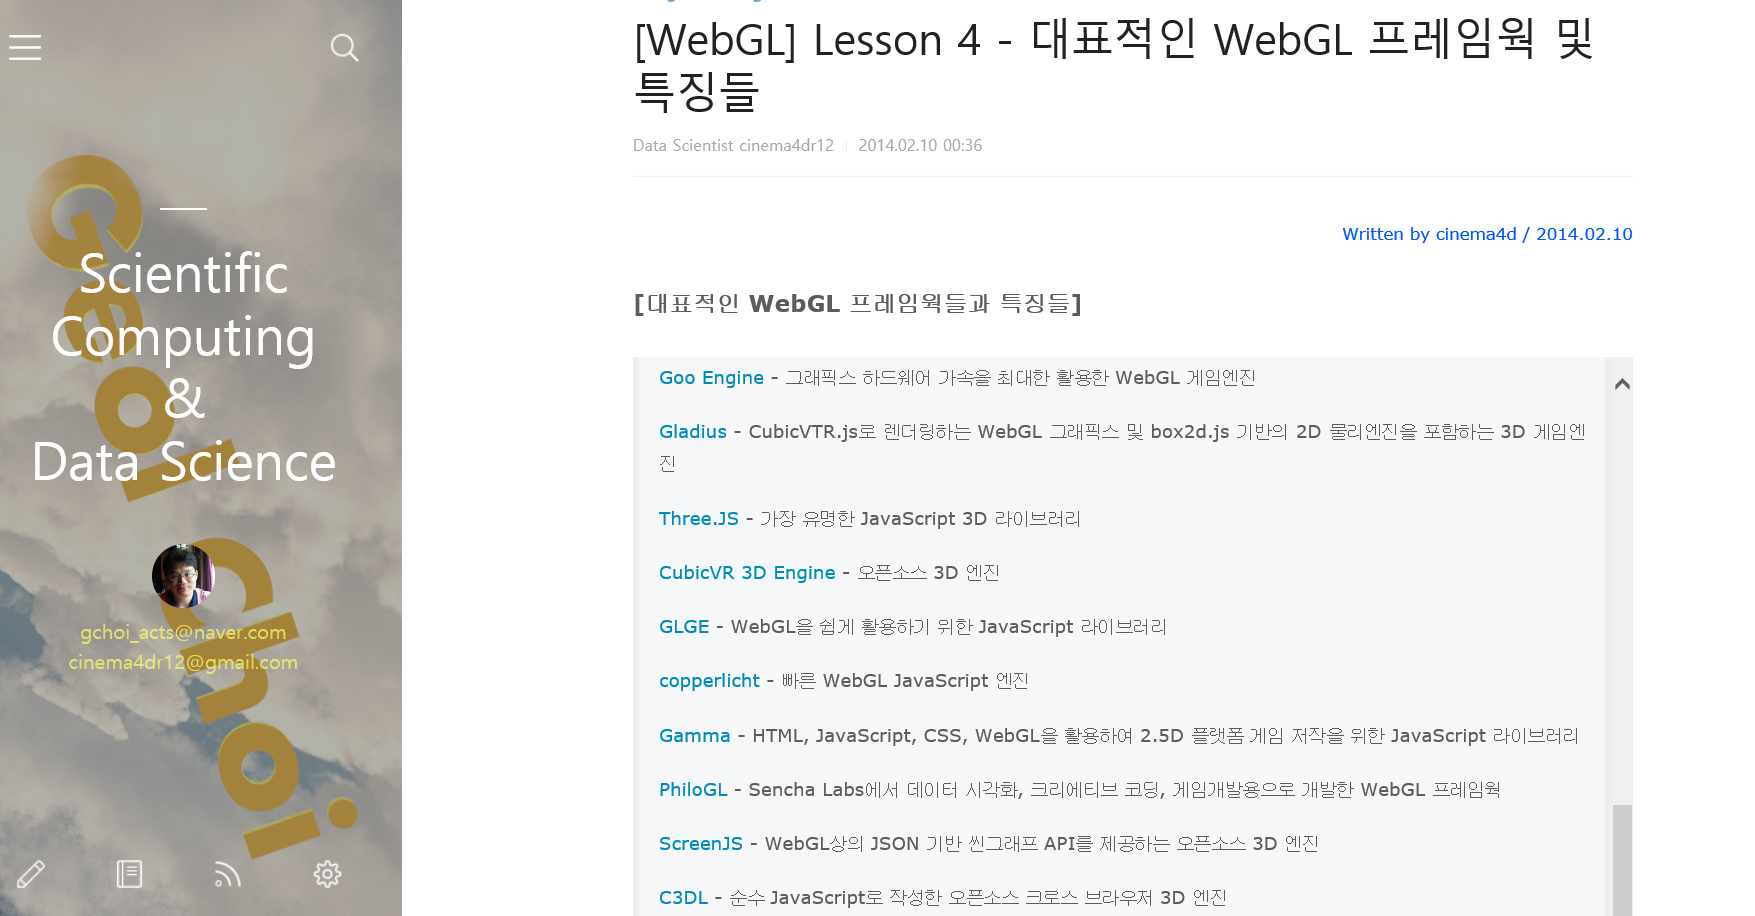 Geol
Choi
Scientific
Computing
&
Data Science
gchoi_acts@naver.com
cinema4dr12@gmail.com
[WebGL] Lesson 4 - 대표적인 WebGL 프레임웍 및
특징들
Data Scientist cinema4dr12
2014.02.10 00:36
Written by cinema4d / 2014.02.10
[대표적인 WebGL 프레임웍들과 특징들]
Goo Engine - 그래픽스 하드웨어 가속을 최대한 활용한 WebGL 게임엔진
Gladius - CubicVTR.js로 렌더링하는 WebGL 그래픽스 및 box2d.js 기반의 2D 물리엔진을 포함하는 3D 게임엔
진
Three.JS - 가장 유명한 JavaScript 3D 라이브러리
CubicVR 3D Engine - 오픈소스 3D 엔진
GLGE - WebGL을 쉽게 활용하기 위한 JavaScript 라이브러리
copperlicht - 빠른 WebGL JavaScript 엔진
Gamma - HTML, JavaScript, CSS, WebGL을 활용하여 2.5D 플랫폼 게임 저작을 위한 JavaScript 라이브러리
PhiloGL - Sencha Labs에서 데이터 시각화, 크리에티브 코딩, 게임개발용으로 개발한 WebGL 프레임웍
ScreenJS - WebGL상의 JSON 기반 씬그래프 API를 제공하는 오픈소스 3D 엔진
C3DL - 순수 JavaScript로 작성한 오픈소스 크로스 브라우저 3D 엔진